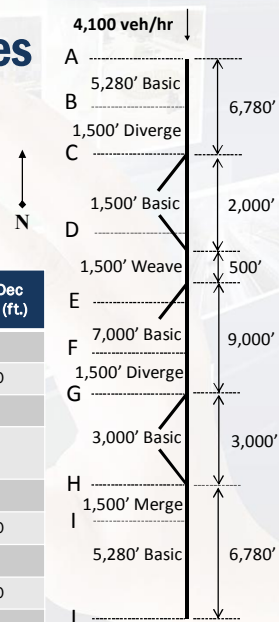 es
4,100 veh/hr
A
5,280' Basic
B
6,780'
1,500' Diverge
C
1,500' Basic
2,000'
N
D
1,500' Weave
500'
Dec
(ft.)
E
7,000' Basic
9,000'
F
1,500' Diverge
G
3,000' Basic
3,000'
H
1,500' Merge
I
5,280' Basic
6,780'